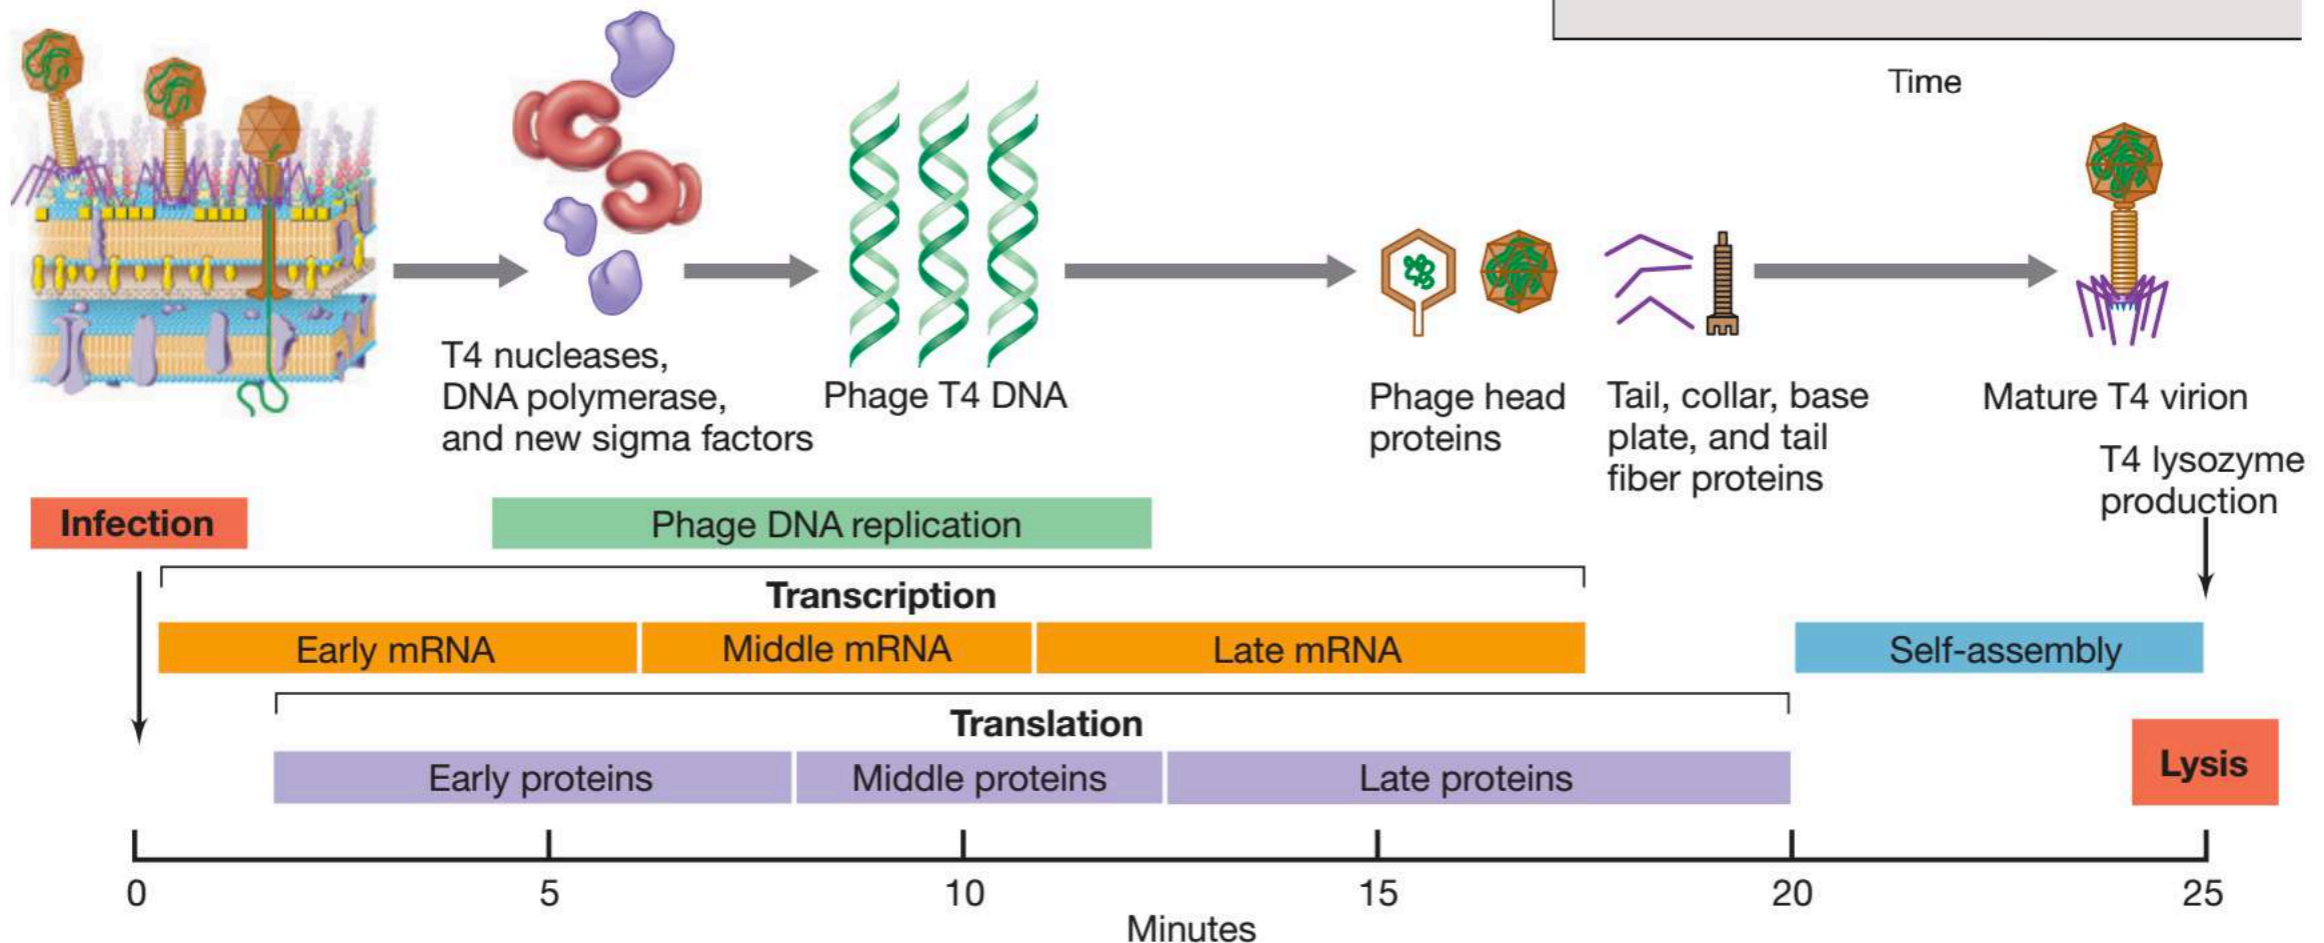 Time
T4 nucleases,
DNA polymerase,
and new sigma factors
Phage T4 DNA
Phage head
proteins
Tail, collar, base
plate, and tail
fiber proteins
Mature T4 virion
T4 lysozyme
production
Infection
Phage DNA replication
Transcription
Early mRNA
Middle mRNA
Late mRNA
Self-assembly
Translation
Early proteins
Middle proteins
Late proteins
Lysis
0
5
10
15
20
25
Minutes